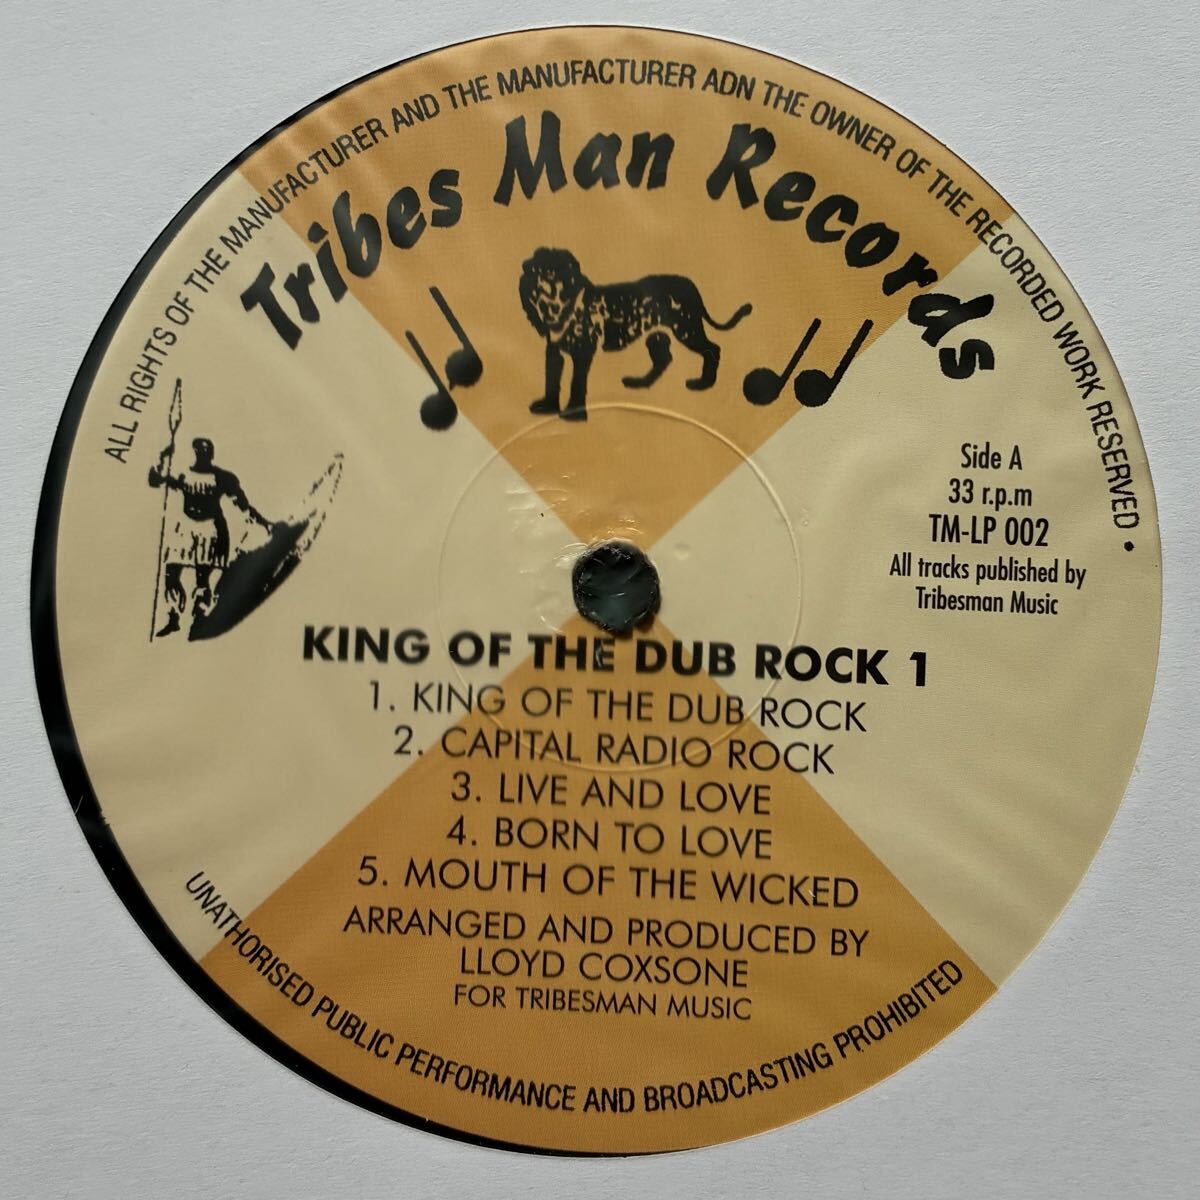 ALL RIGHTS OF THE MANUFACTURER AND THE MANUFACTURER ADN THE OWNER OF THE RECORDED WORK RESERVED •
Tribes Man Records
Side A
33 r.p.m
TM-LP 002
All tracks published by
Tribesman Music
KING OF THE DUB ROCK 1
1. KING OF THE DUB ROCK
2. CAPITAL RADIO ROCK
3. LIVE AND LOVE
4. BORN TO LOVE
5. MOUTH OF THE WICKED
ARRANGED AND PRODUCED BY
LLOYD COXSONE
FOR TRIBESMAN MUSIC
UNATHORISED PUBLIC PERFORMANCE AND BROADCASTING PROHIBITED